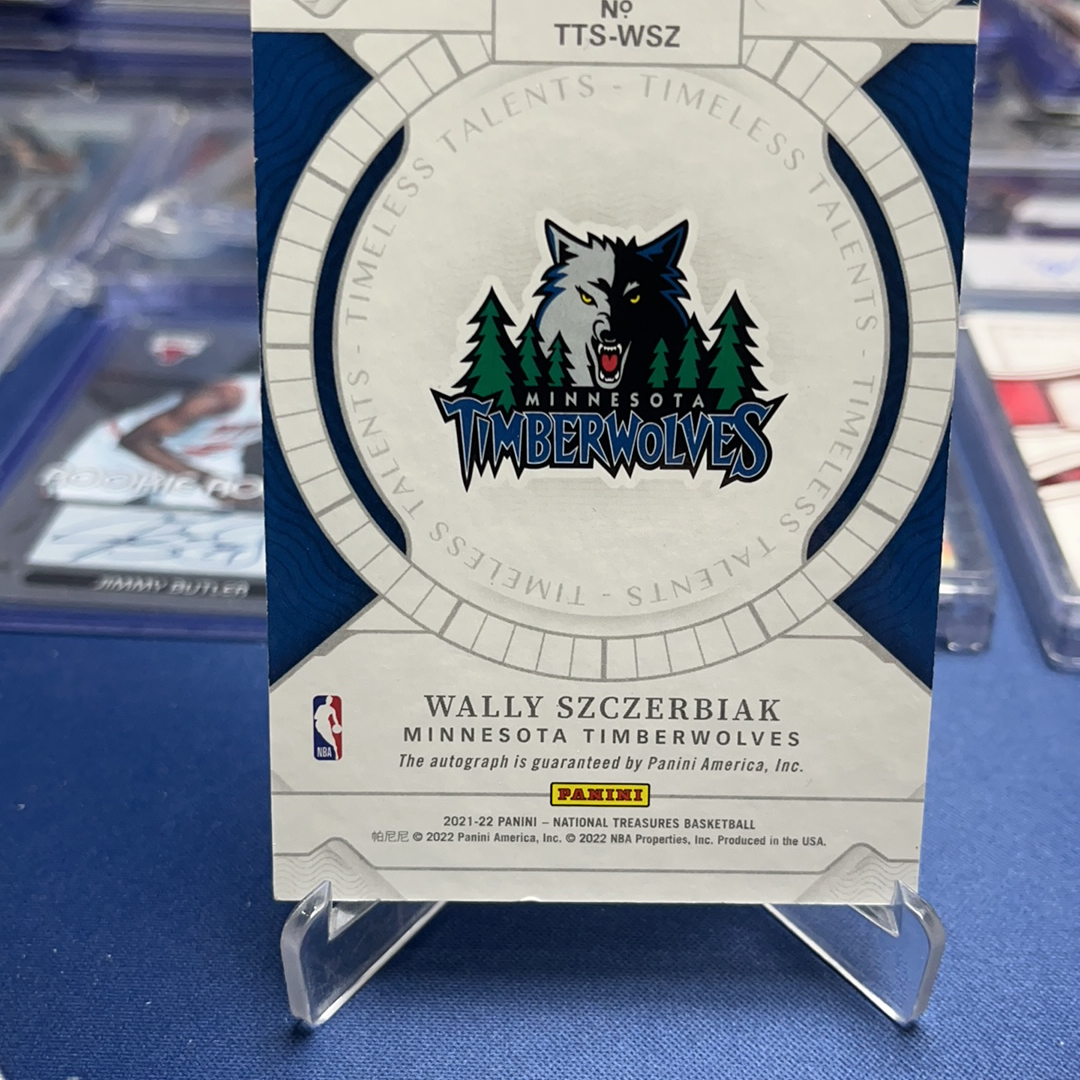 Nº
TTS-WSZ
TIMELESS TALENTS - TIMELESS TALENTS - TIMELESS TALENTS - TIMELESS TALENTS -
MINNESOTA
TIMBERWOLVES
WALLY SZCZERBIAK
MINNESOTA TIMBERWOLVES
NBA
The autograph is guaranteed by Panini America, Inc.
PANINI
2021-22 PANINI – NATIONAL TREASURES BASKETBALL
帕尼尼 © 2022 Panini America, Inc. © 2022 NBA Properties, Inc. Produced in the USA.
JIMMY BUTLER